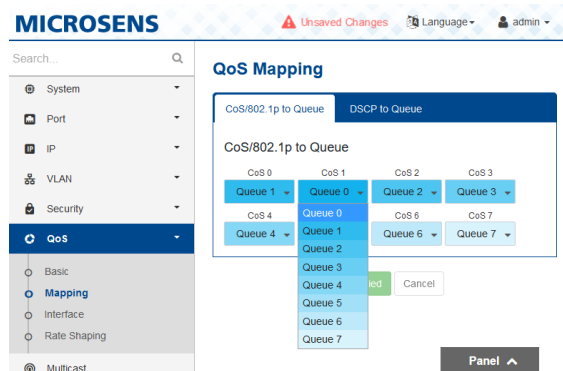 MICROSENS
Unsaved Changes
Language
admin
Search...
System
Port
IP
VLAN
Security
QoS
Basic
Mapping
Interface
Rate Shaping
Multicast
QoS Mapping
CoS/802.1p to Queue DSCP to Queue
CoS/802.1p to Queue
CoS 0 CoS 1 CoS 2 CoS 3
Queue 1 Queue 0 Queue 2 Queue 3
CoS 4 CoS 6 CoS 7
Queue 4 Queue 6 Queue 7
Queue 0
Queue 1
Queue 2
Queue 3
Queue 4
Queue 5
Queue 6
Queue 7
Cancel
Panel